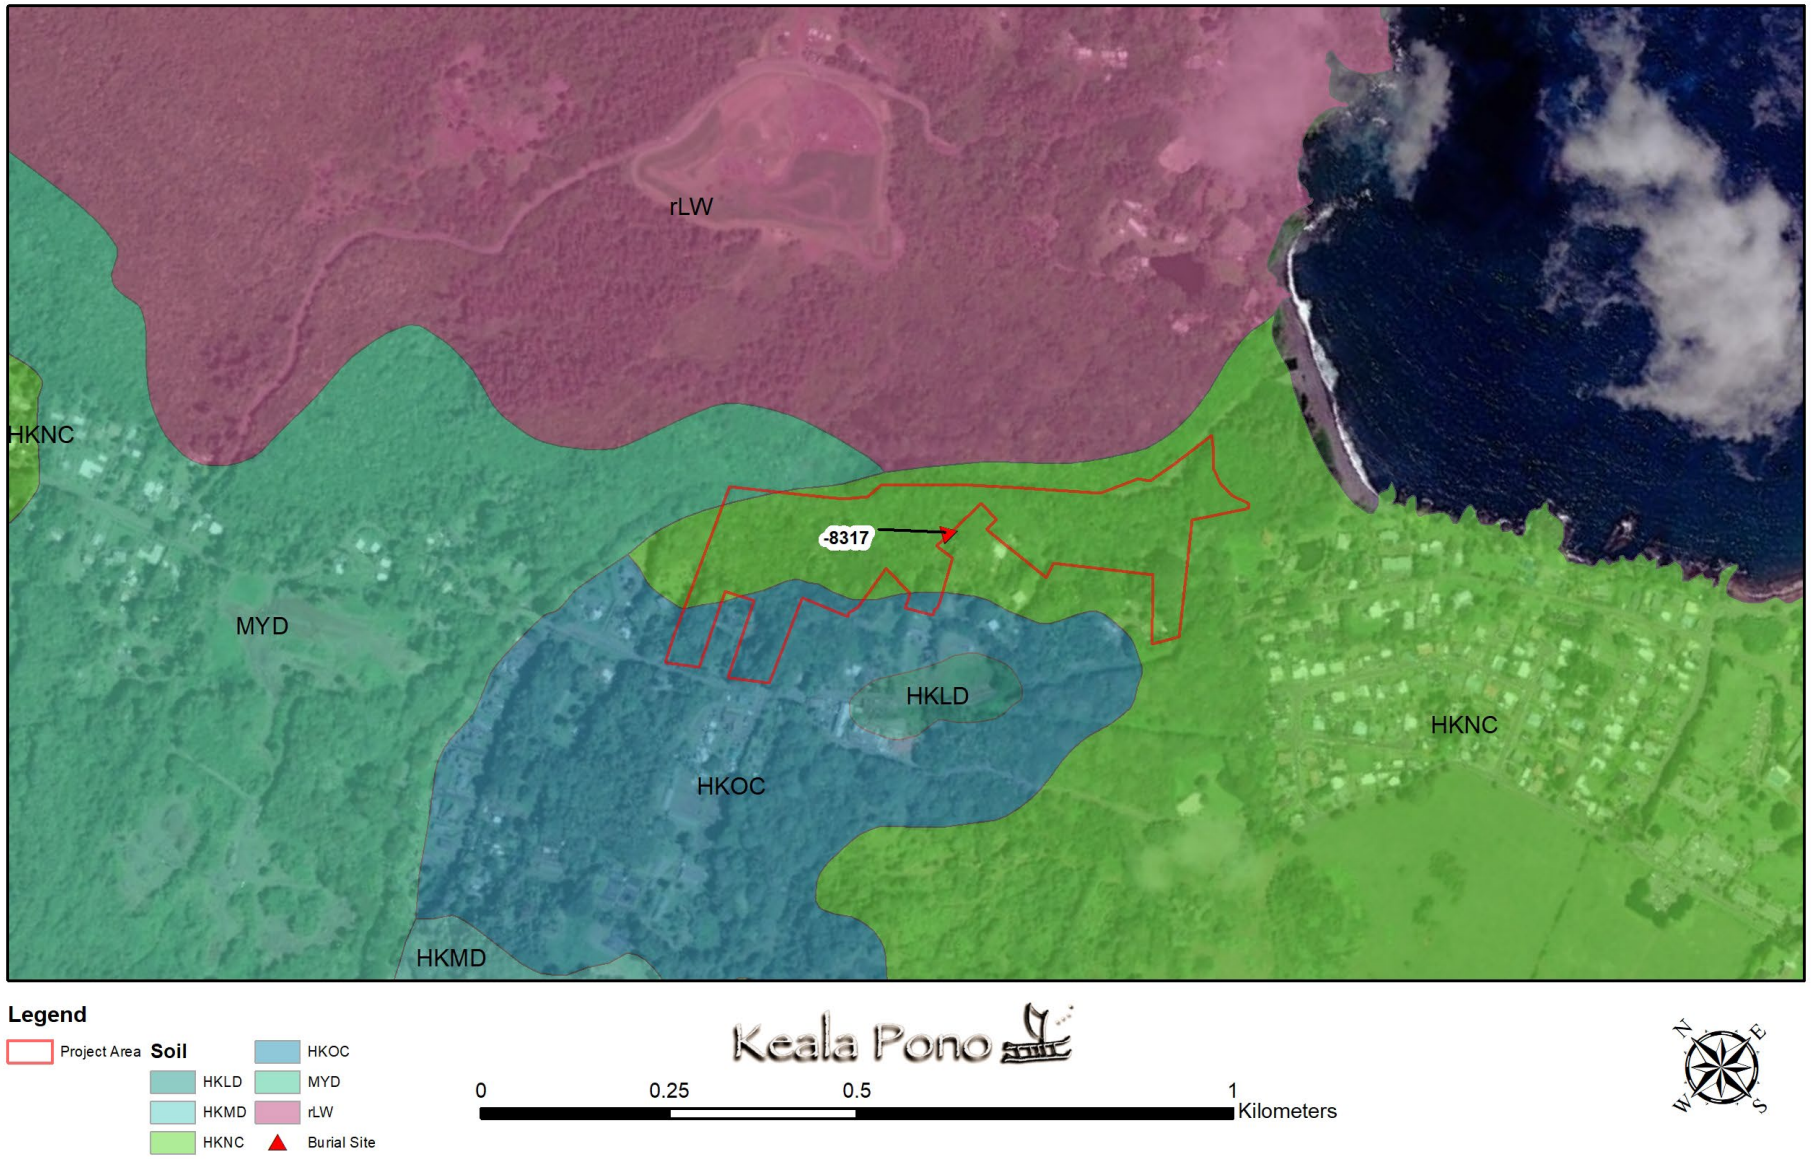 rLW
HKNC
-8317
MYD
HKLD
HKNC
HKOC
HKMD
Legend
Project Area
Soil
HKLD
HKMD
HKNC
HKOC
MYD
rLW
Burial Site
Keala Pono
0 0.25 0.5 1
Kilometers
N
E
W
S